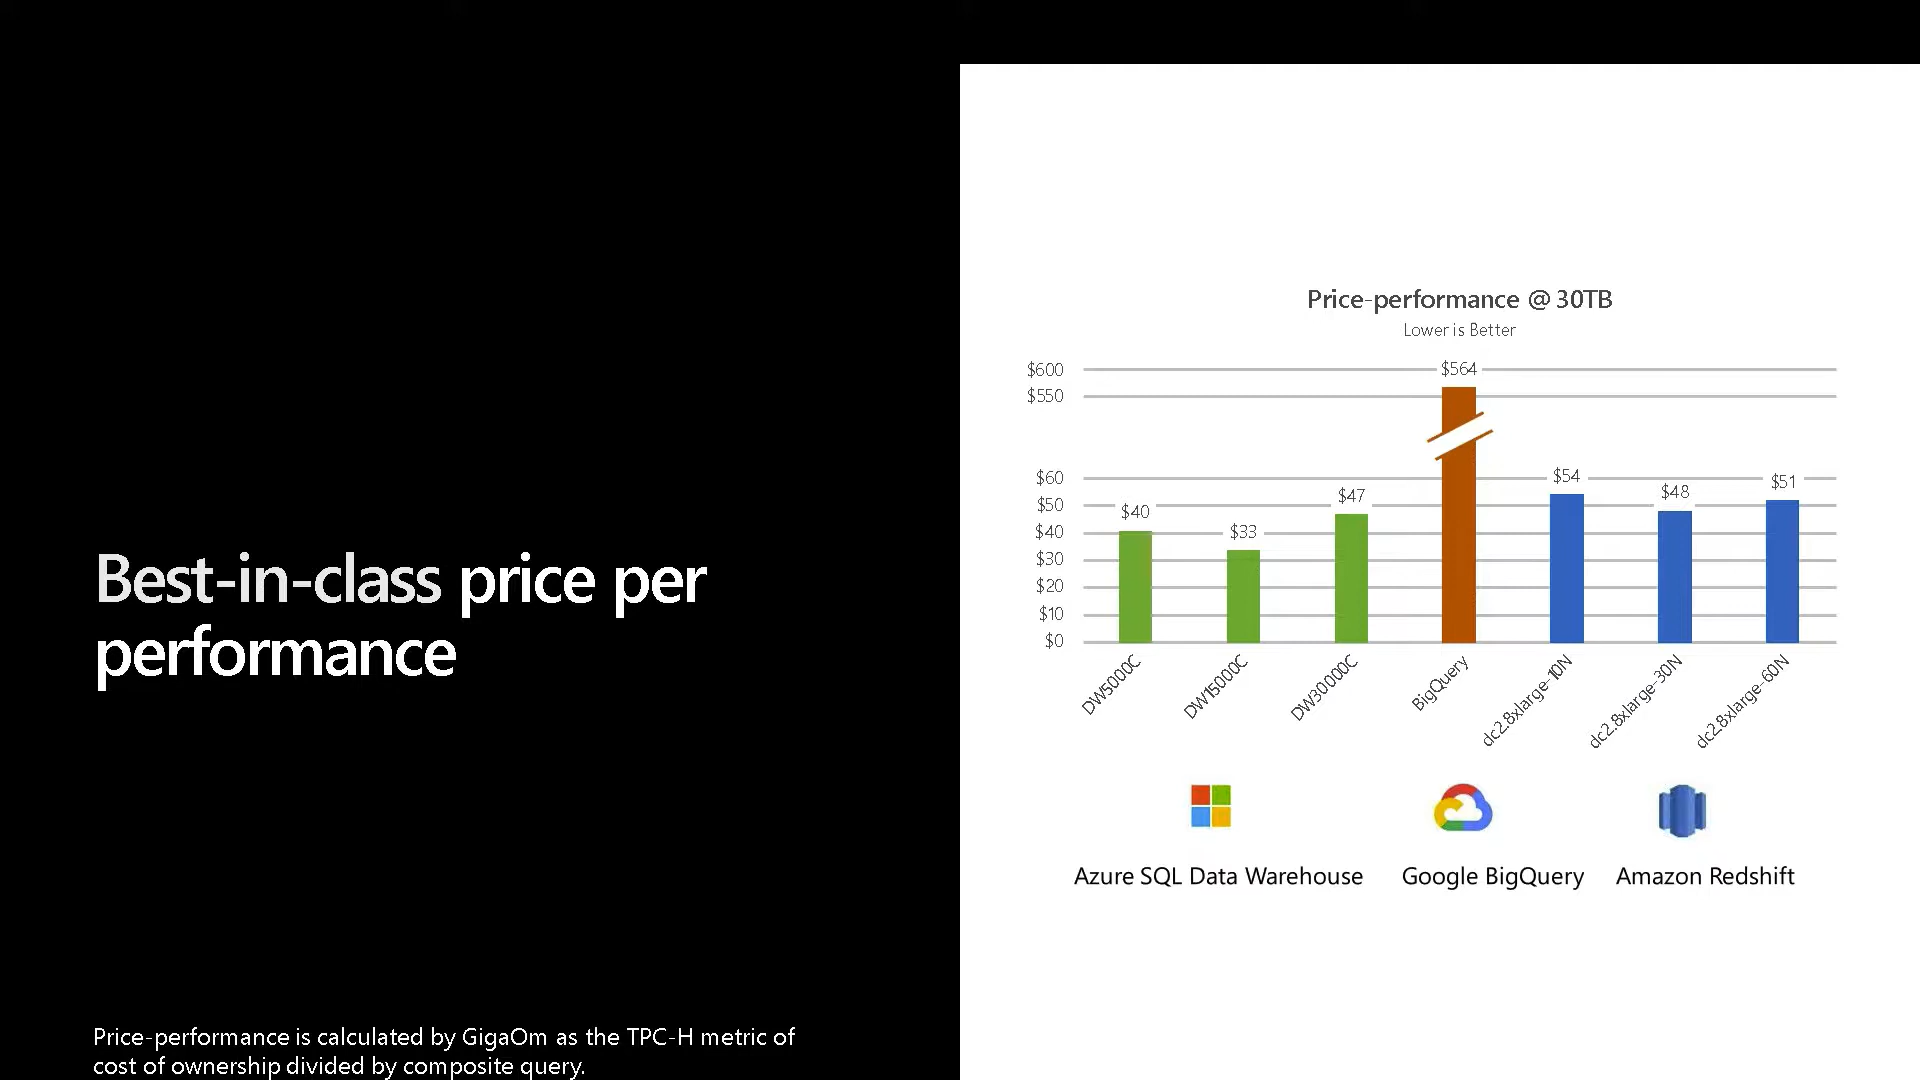 Best-in-class price per
performance
Price-performance is calculated by GigaOm as the TPC-H metric of
cost of ownership divided by composite query.
Price-performance @ 30TB
Lower is Better
$600
$550
$60
$50
$40
$30
$20
$10
$0
$40
$33
$47
$564
$54
$48
$51
DW5000C
DW15000C
DW30000C
BigQuery
dc2.8xlarge-10N
dc2.8xlarge-30N
dc2.8xlarge-60N
Azure SQL Data Warehouse
Google BigQuery
Amazon Redshift